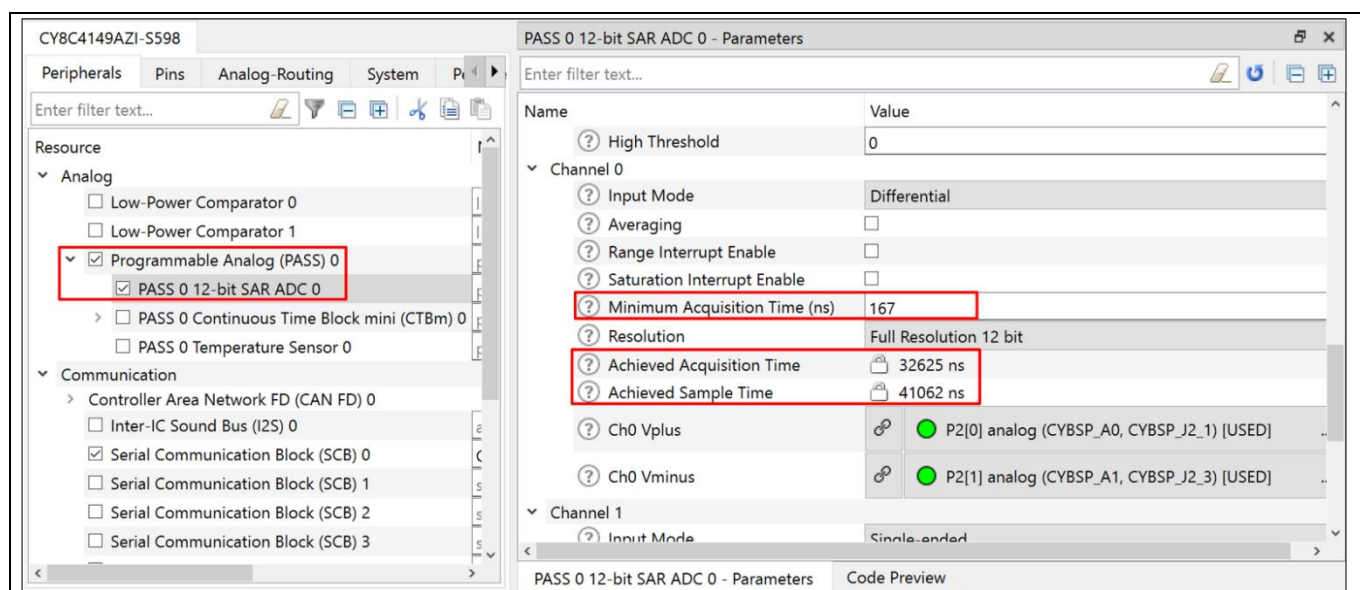 CY8C4149AZI-S598
Peripherals Pins Analog-Routing System
Enter filter text...
Resource
Analog
Low-Power Comparator 0
Low-Power Comparator 1
Programmable Analog (PASS) 0
PASS 0 12-bit SAR ADC 0
PASS 0 Continuous Time Block mini (CTBm) 0
PASS 0 Temperature Sensor 0
Communication
Controller Area Network FD (CAN FD) 0
Inter-IC Sound Bus (I2S) 0
Serial Communication Block (SCB) 0
Serial Communication Block (SCB) 1
Serial Communication Block (SCB) 2
Serial Communication Block (SCB) 3
PASS 0 12-bit SAR ADC 0 - Parameters
Enter filter text...
Name Value
High Threshold 0
Channel 0
Input Mode Differential
Averaging
Range Interrupt Enable
Saturation Interrupt Enable
Minimum Acquisition Time (ns) 167
Resolution Full Resolution 12 bit
Achieved Acquisition Time 32625 ns
Achieved Sample Time 41062 ns
Ch0 Vplus P2[0] analog (CYBSP_A0, CYBSP_J2_1) [USED] ..
Ch0 Vminus P2[1] analog (CYBSP_A1, CYBSP_J2_3) [USED] ..
Channel 1
Input Mode Single-ended
PASS 0 12-bit SAR ADC 0 - Parameters Code Preview